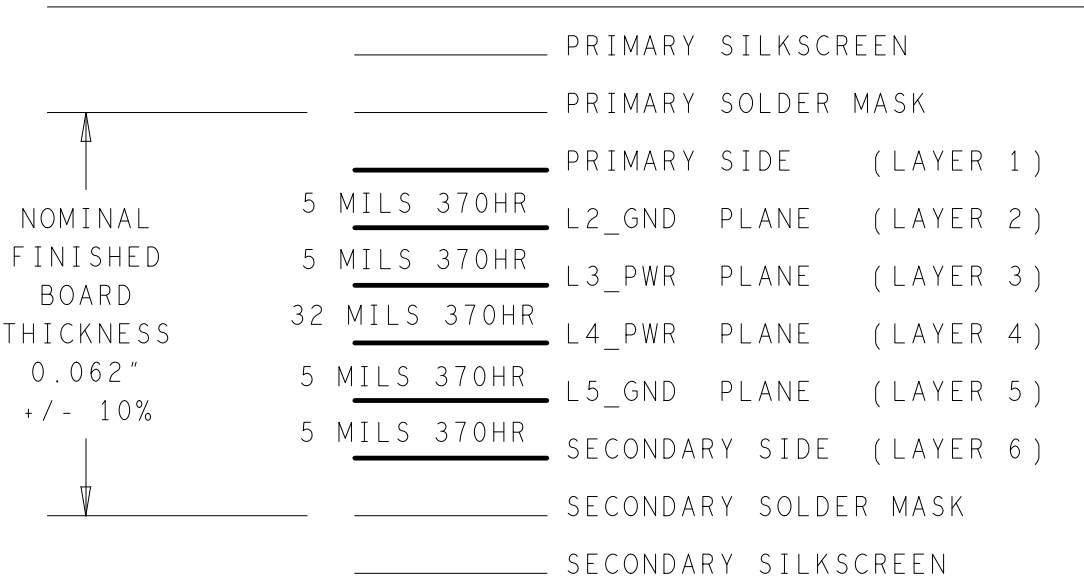 PRIMARY SILKSCREEN
PRIMARY SOLDER MASK
PRIMARY SIDE (LAYER 1)
5 MILS 370HR
L2_GND PLANE (LAYER 2)
5 MILS 370HR
L3_PWR PLANE (LAYER 3)
32 MILS 370HR
L4_PWR PLANE (LAYER 4)
5 MILS 370HR
L5_GND PLANE (LAYER 5)
5 MILS 370HR
SECONDARY SIDE (LAYER 6)
SECONDARY SOLDER MASK
SECONDARY SILKSCREEN
NOMINAL
FINISHED
BOARD
THICKNESS
0.062"
+/- 10%